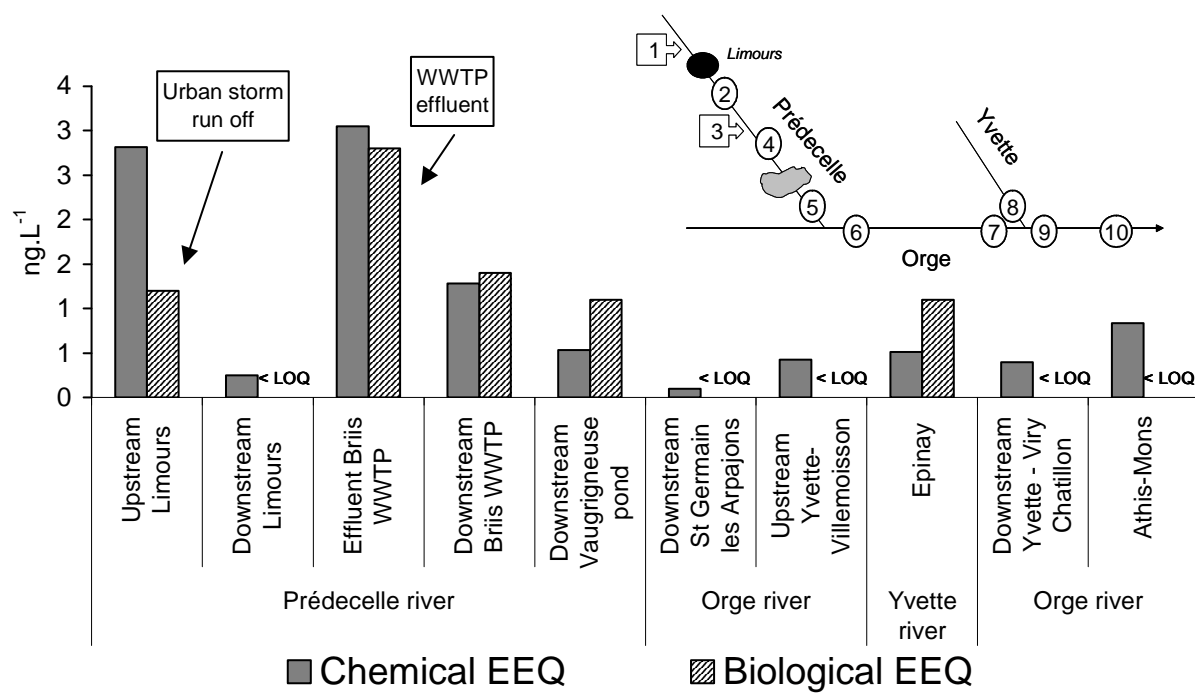 Urban storm
run off
WWTP
effluent
1
Limours
2
3
4
Prédecelle
5
6
Yvette
7
8
9
10
Orge
ng.L-1
4
3
3
2
2
1
1
0
< LOQ
< LOQ
< LOQ
< LOQ
< LOQ
Upstream
Limours
Downstream
Limours
Effluent Briis
WWTP
Downstream
Briis WWTP
Downstream
Vaugrigneuse
pond
Downstream
St Germain
les Arpajons
Upstream
Yvette-
Villemoisson
Epinay
Downstream
Yvette - Viry
Chatillon
Athis-Mons
Prédecelle river
Orge river
Yvette
river
Orge river
Chemical EEQ
Biological EEQ